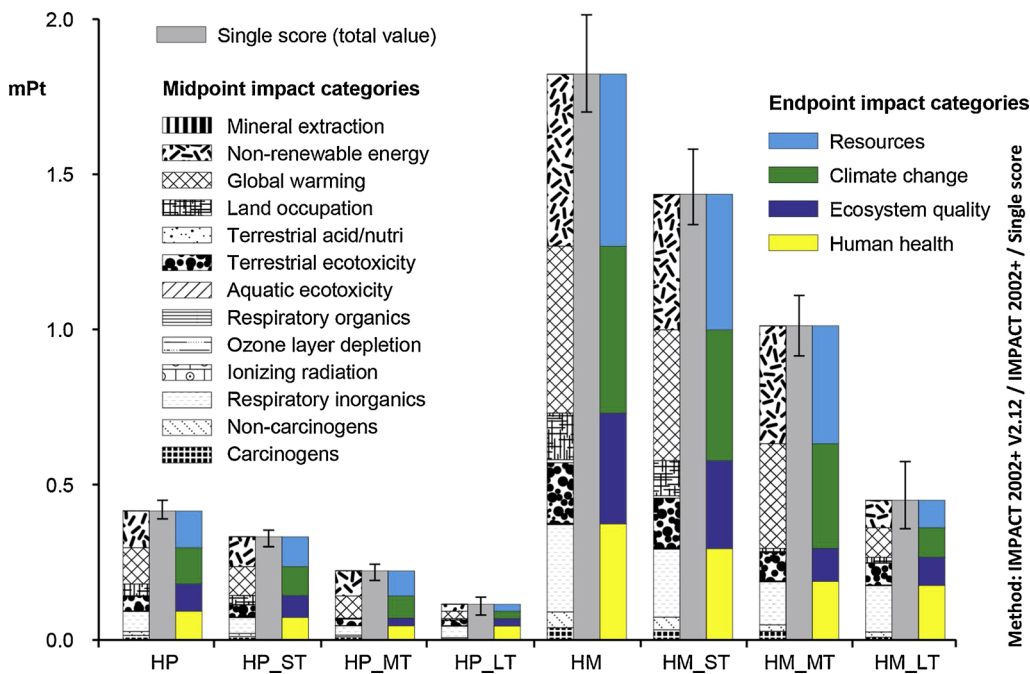 2.0
mPt
1.5
1.0
0.5
0.0
Single score (total value)
Midpoint impact categories
Mineral extraction
Non-renewable energy
Global warming
Land occupation
Terrestrial acid/nutri
Terrestrial ecotoxicity
Aquatic ecotoxicity
Respiratory organics
Ozone layer depletion
Ionizing radiation
Respiratory inorganics
Non-carcinogens
Carcinogens
Endpoint impact categories
Resources
Climate change
Ecosystem quality
Human health
HP
HP_ST
HP_MT
HP_LT
HM
HM_ST
HM_MT
HM_LT
Method: IMPACT 2002+ V2.12 / IMPACT 2002+ / Single score